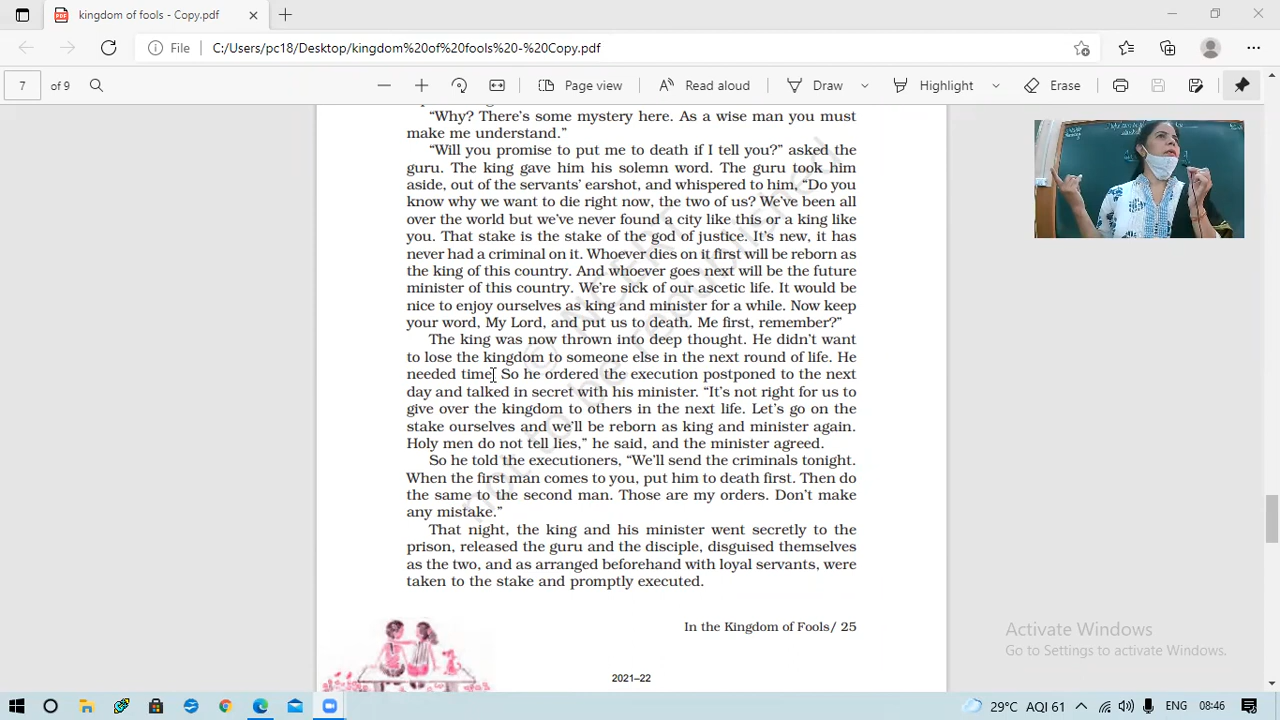 kingdom of fools - Copy.pdf
File C:/Users/pc18/Desktop/kingdom%20of%20fools%20-%20Copy.pdf
7 of 9 Page view Read aloud Draw Highlight Erase
“Why? There’s some mystery here. As a wise man you must
make me understand.”
“Will you promise to put me to death if I tell you?” asked the
guru. The king gave him his solemn word. The guru took him
aside, out of the servants’ earshot, and whispered to him, “Do you
know why we want to die right now, the two of us? We’ve been all
over the world but we’ve never found a city like this or a king like
you. That stake is the stake of the god of justice. It’s new, it has
never had a criminal on it. Whoever dies on it first will be reborn as
the king of this country. And whoever goes next will be the future
minister of this country. We’re sick of our ascetic life. It would be
nice to enjoy ourselves as king and minister for a while. Now keep
your word, My Lord, and put us to death. Me first, remember?”
The king was now thrown into deep thought. He didn’t want
to lose the kingdom to someone else in the next round of life. He
needed time. So he ordered the execution postponed to the next
day and talked in secret with his minister. “It’s not right for us to
give over the kingdom to others in the next life. Let’s go on the
stake ourselves and we’ll be reborn as king and minister again.
Holy men do not tell lies,” he said, and the minister agreed.
So he told the executioners, “We’ll send the criminals tonight.
When the first man comes to you, put him to death first. Then do
the same to the second man. Those are my orders. Don’t make
any mistake.”
That night, the king and his minister went secretly to the
prison, released the guru and the disciple, disguised themselves
as the two, and as arranged beforehand with loyal servants, were
taken to the stake and promptly executed.
In the Kingdom of Fools/ 25
2021–22
© NCERT
not to be republished
Activate Windows
Go to Settings to activate Windows.
29°C AQI 61 ENG 08:46